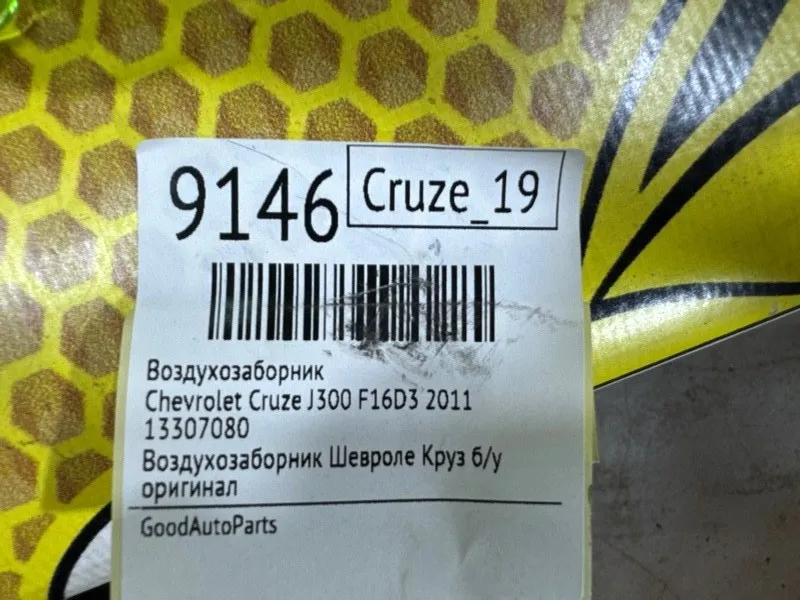 9146
Cruze_19
Воздухозаборник
Chevrolet Cruze J300 F16D3 2011
13307080
Воздухозаборник Шевроле Круз б/у
оригинал
GoodAutoParts